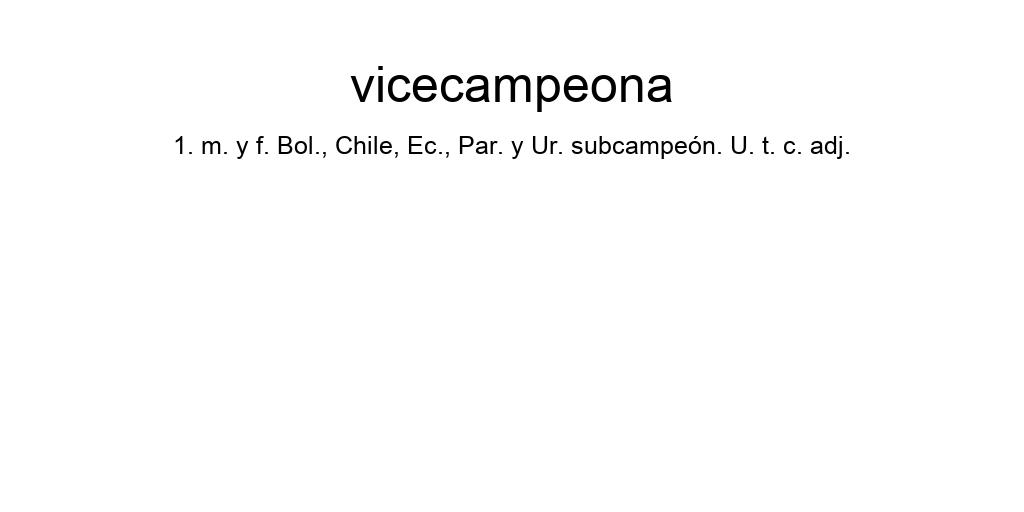 vicecampeona
1. m. y f. Bol., Chile, Ec., Par. y Ur. subcampeón. U. t. c. adj.